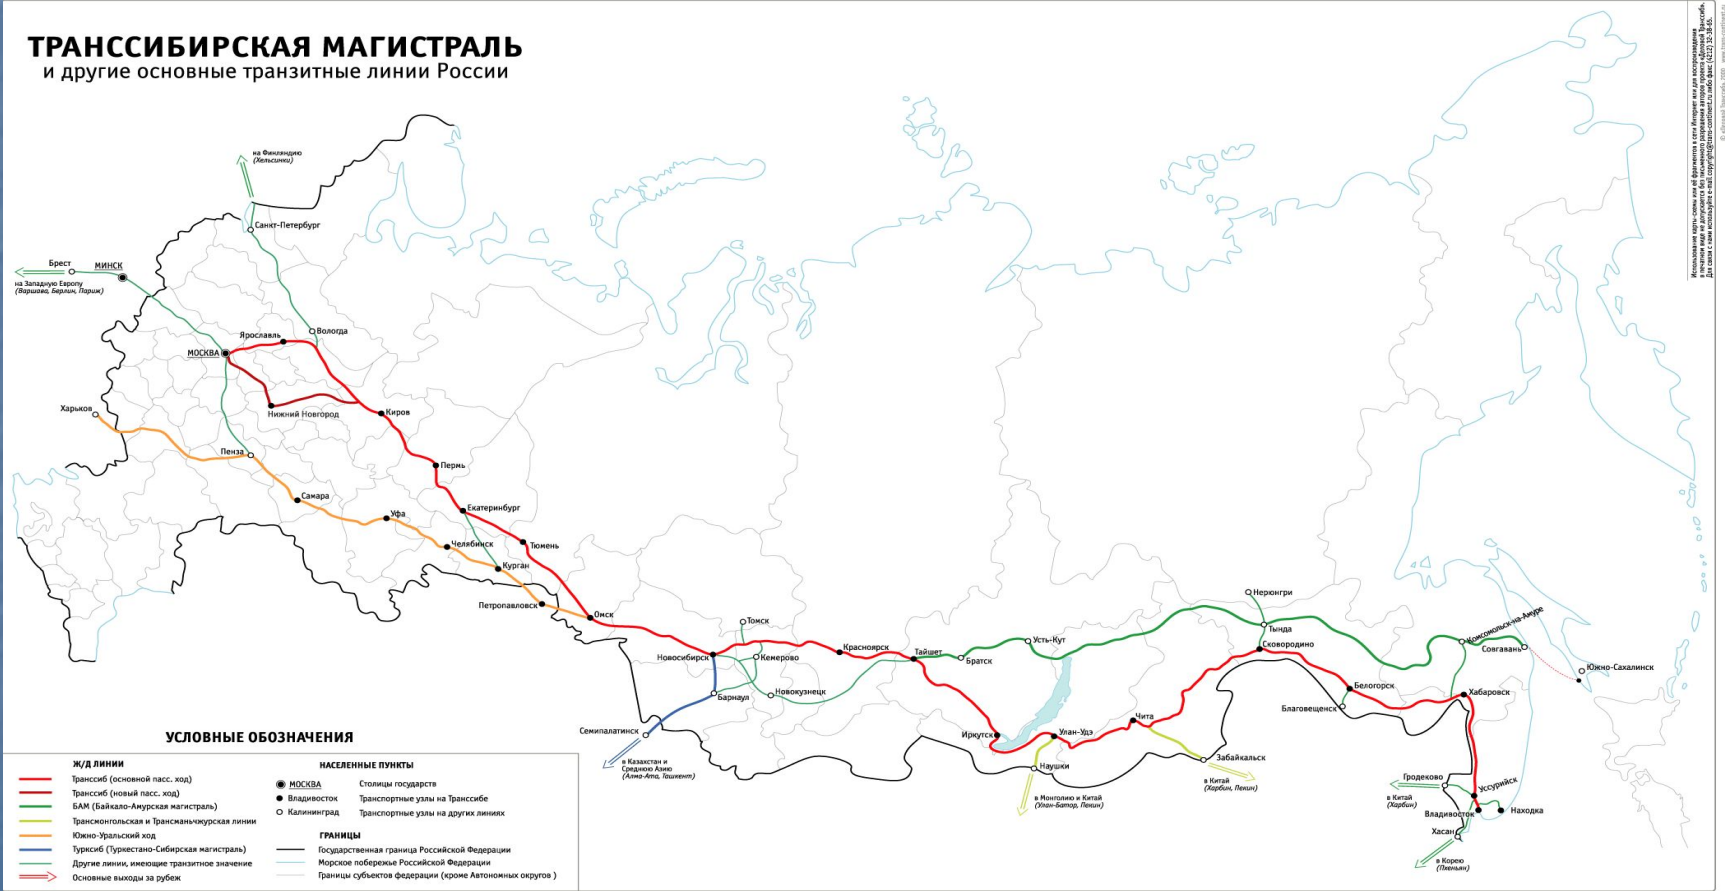 ТРАНССИБИРСКАЯ МАГИСТРАЛЬ
и другие основные транзитные линии России
на Финляндию
(Хельсинки)
Санкт-Петербург
Брест
МИНСК
на Западную Европу
(Варшава, Берлин, Париж)
Вологда
Ярославль
МОСКВА
Нижний Новгород
Киров
Харьков
Пенза
Пермь
Самара
Екатеринбург
Уфа
Челябинск
Тюмень
Курган
Петропавловск
Омск
Томск
Новосибирск
Кемерово
Красноярск
Тайшет
Братск
Усть-Кут
Нерюнгри
Тында
Сковородино
Комсомольск-на-Амуре
Совгавань
Южно-Сахалинск
Барнаул
Новокузнецк
Белогорск
Благовещенск
Хабаровск
Семипалатинск
Иркутск
Улан-Удэ
Чита
Наушки
Забайкальск
в Казахстан и
Среднюю Азию
(Алма-Ата, Ташкент)
в Китай
(Харбин, Пекин)
в Монголию и Китай
(Улан-Батор, Пекин)
Гродеково
Уссурийск
в Китай
(Харбин)
Владивосток
Находка
Хасан
в Корею
(Пхеньян)
УСЛОВНЫЕ ОБОЗНАЧЕНИЯ
Ж/Д ЛИНИИ
Транссиб (основной пасс. ход)
Транссиб (новый пасс. ход)
БАМ (Байкало-Амурская магистраль)
Трансмонгольская и Трансманьчжурская линии
Южно-Уральский ход
Турксиб (Туркестано-Сибирская магистраль)
Другие линии, имеющие транзитное значение
Основные выходы за рубеж
НАСЕЛЕННЫЕ ПУНКТЫ
МОСКВА Столицы государств
Владивосток Транспортные узлы на Транссибе
Калининград Транспортные узлы на других линиях
ГРАНИЦЫ
Государственная граница Российской Федерации
Морское побережье Российской Федерации
Границы субъектов федерации (кроме Автономных округов )